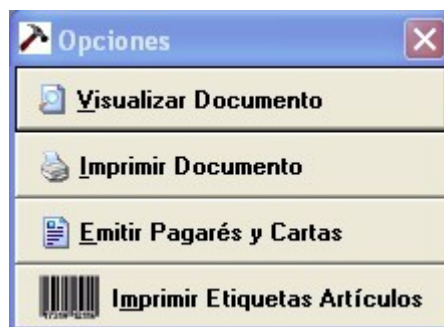 Opciones
Visualizar Documento
Imprimir Documento
Emitir Pagarés y Cartas
Imprimir Etiquetas Artículos